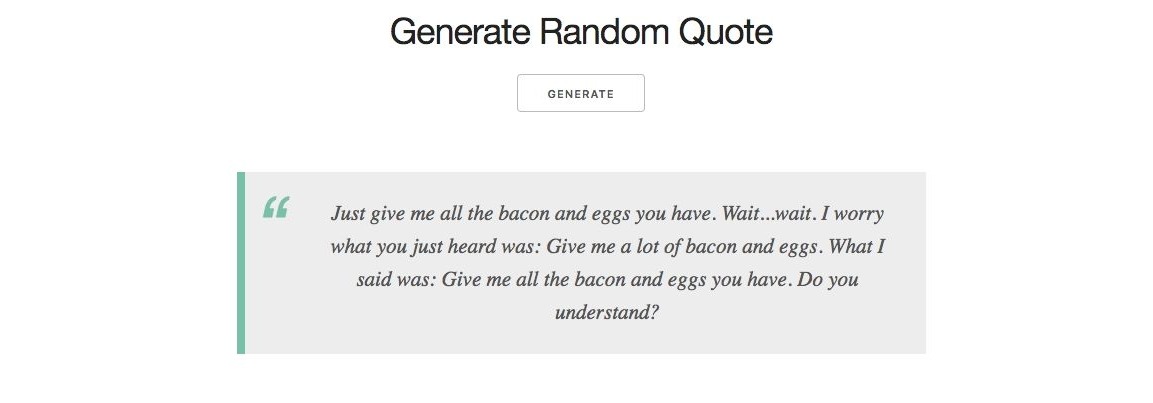 Generate Random Quote
GENERATE
“
Just give me all the bacon and eggs you have. Wait...wait. I worry
what you just heard was: Give me a lot of bacon and eggs. What I
said was: Give me all the bacon and eggs you have. Do you
understand?